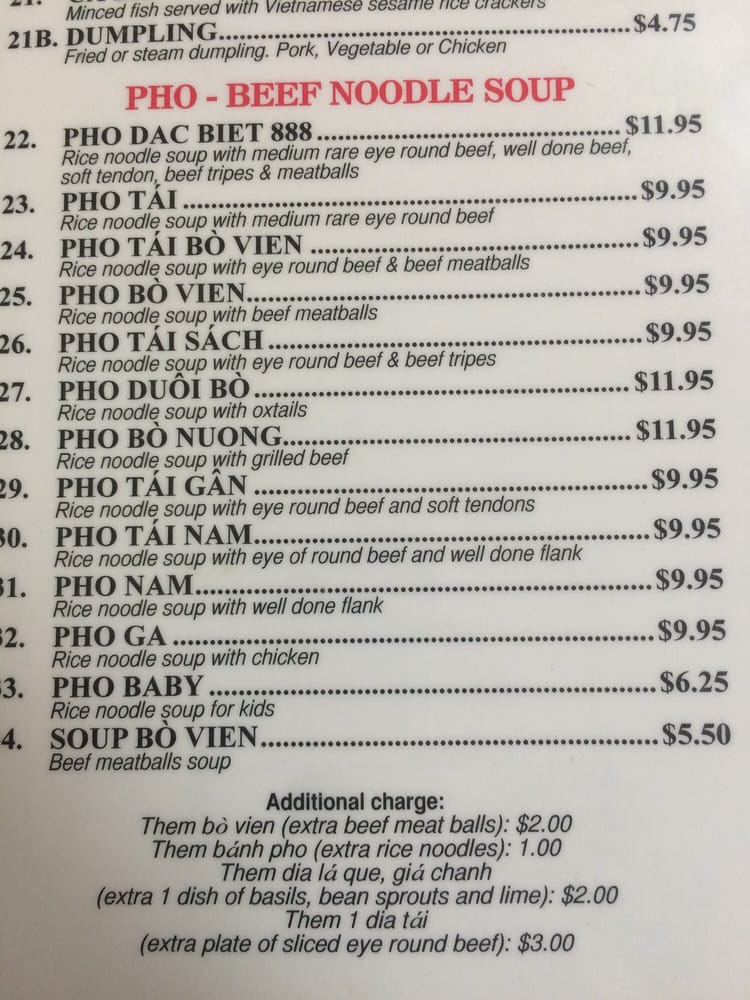 Minced fish served with Vietnamese sesame rice crackers
21B. DUMPLING........$4.75
Fried or steam dumpling. Pork, Vegetable or Chicken
PHO - BEEF NOODLE SOUP
22. PHO DAC BIET 888........$11.95
Rice noodle soup with medium rare eye round beef, well done beef,
soft tendon, beef tripes & meatballs
23. PHO TÁI........$9.95
Rice noodle soup with medium rare eye round beef
24. PHO TÁI BÒ VIEN........$9.95
Rice noodle soup with eye round beef & beef meatballs
25. PHO BÒ VIEN........$9.95
Rice noodle soup with beef meatballs
26. PHO TÁI SÁCH........$9.95
Rice noodle soup with eye round beef & beef tripes
27. PHO DUÔI BÒ........$11.95
Rice noodle soup with oxtails
28. PHO BÒ NUONG........$11.95
Rice noodle soup with grilled beef
29. PHO TÁI GÂN........$9.95
Rice noodle soup with eye round beef and soft tendons
30. PHO TÁI NAM........$9.95
Rice noodle soup with eye of round beef and well done flank
31. PHO NAM........$9.95
Rice noodle soup with well done flank
32. PHO GA........$9.95
Rice noodle soup with chicken
33. PHO BABY........$6.25
Rice noodle soup for kids
4. SOUP BÒ VIEN........$5.50
Beef meatballs soup
Additional charge:
Them bò vien (extra beef meat balls): $2.00
Them bánh pho (extra rice noodles): 1.00
Them dia lá que, giá chanh
(extra 1 dish of basils, bean sprouts and lime): $2.00
Them 1 dia tái
(extra plate of sliced eye round beef): $3.00